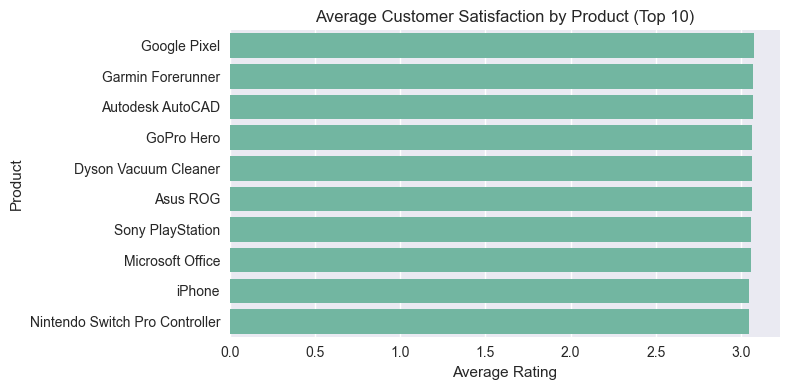 Average Customer Satisfaction by Product (Top 10)
Product
Google Pixel
Garmin Forerunner
Autodesk AutoCAD
GoPro Hero
Dyson Vacuum Cleaner
Asus ROG
Sony PlayStation
Microsoft Office
iPhone
Nintendo Switch Pro Controller
0.0 0.5 1.0 1.5 2.0 2.5 3.0
Average Rating